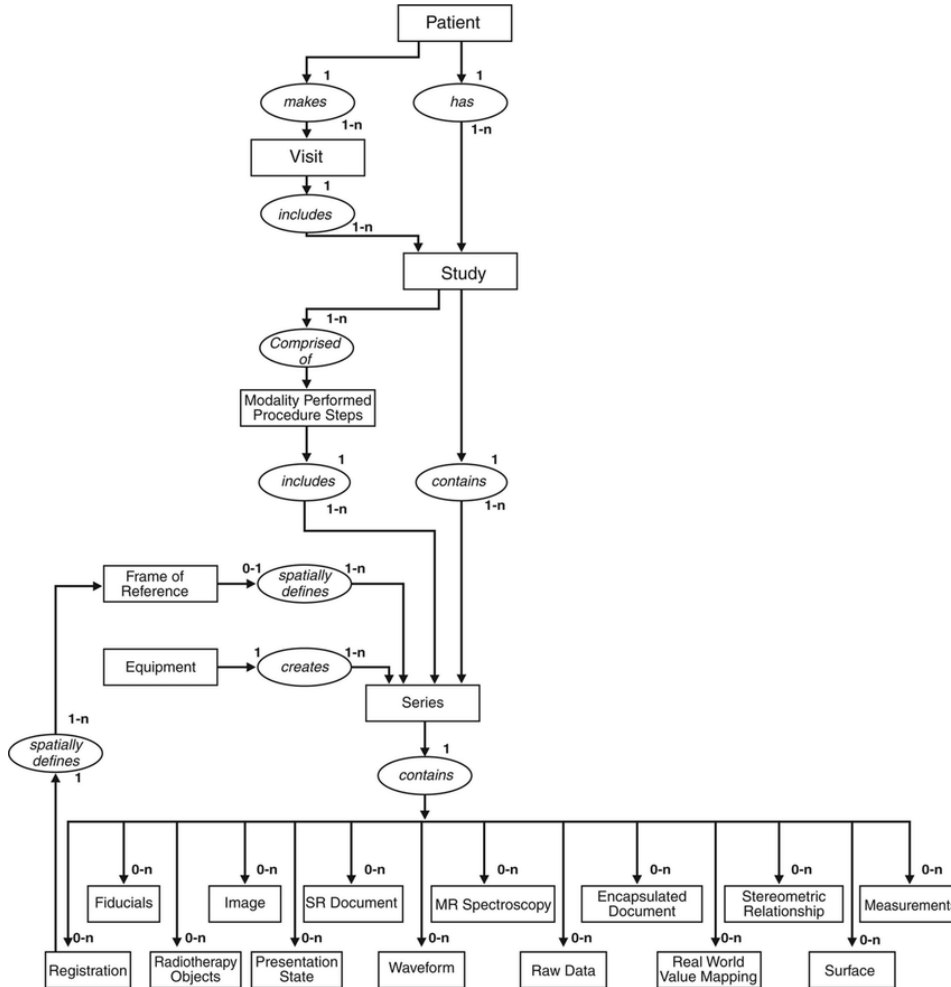 Patient
1
1
makes
has
1-n
1-n
Visit
1
includes
1-n
Study
1-n
Comprised
of
Modality Performed
Procedure Steps
1
1
includes
contains
1-n
1-n
Frame of
Reference
0-1
spatially
defines
1-n
Equipment
1
creates
1-n
Series
1-n
spatially
defines
1
1
contains
0-n
0-n
0-n
0-n
0-n
0-n
0-n
Fiducials
Image
SR Document
MR Spectroscopy
Encapsulated
Document
Stereometric
Relationship
Measurements
0-n
0-n
0-n
0-n
0-n
0-n
0-n
Registration
Radiotherapy
Objects
Presentation
State
Waveform
Raw Data
Real World
Value Mapping
Surface